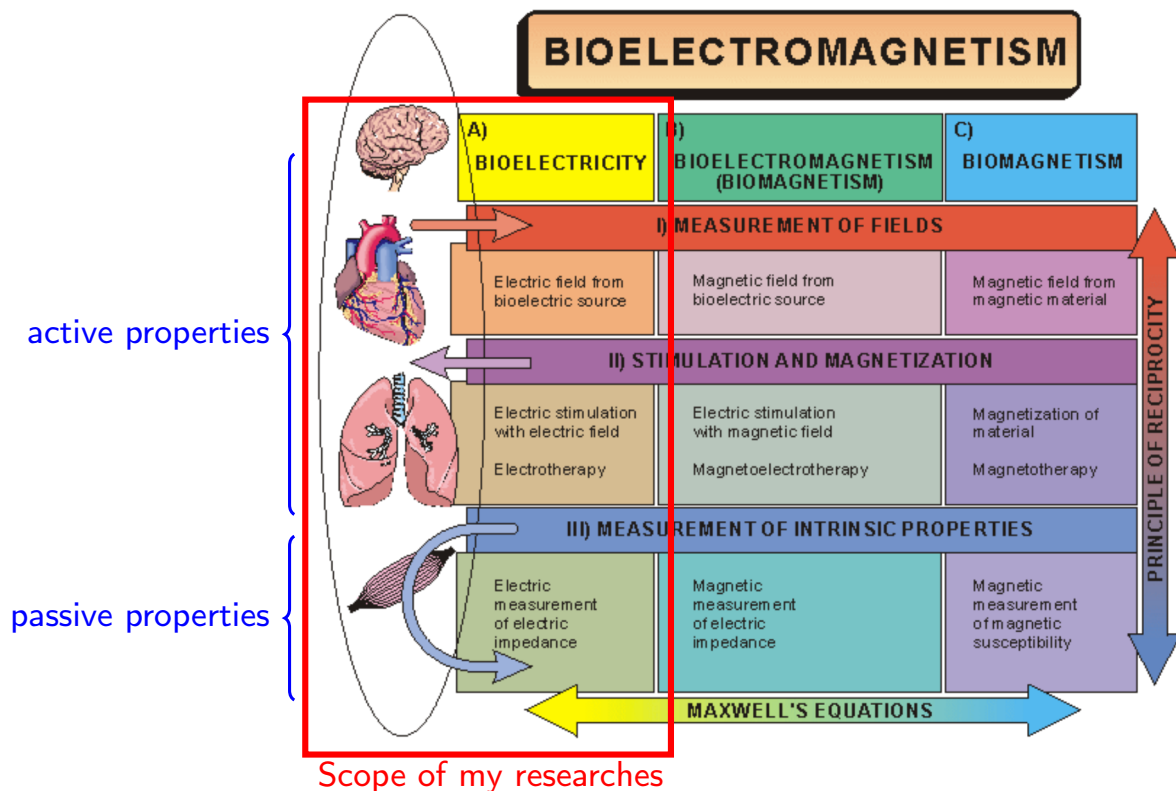 BIOELECTROMAGNETISM
A)
BIOELECTRICITY
B)
BIOELECTROMAGNETISM
(BIOMAGNETISM)
C)
BIOMAGNETISM
I) MEASUREMENT OF FIELDS
Electric field from
bioelectric source
Magnetic field from
bioelectric source
Magnetic field from
magnetic material
active properties
II) STIMULATION AND MAGNETIZATION
Electric stimulation
with electric field
Electrotherapy
Electric stimulation
with magnetic field
Magnetoelectrotherapy
Magnetization of
material
Magnetotherapy
III) MEASUREMENT OF INTRINSIC PROPERTIES
passive properties
Electric
measurement
of electric
impedance
Magnetic
measurement
of electric
impedance
Magnetic
measurement
of magnetic
susceptibility
PRINCIPLE OF RECIPROCITY
MAXWELL'S EQUATIONS
Scope of my researches